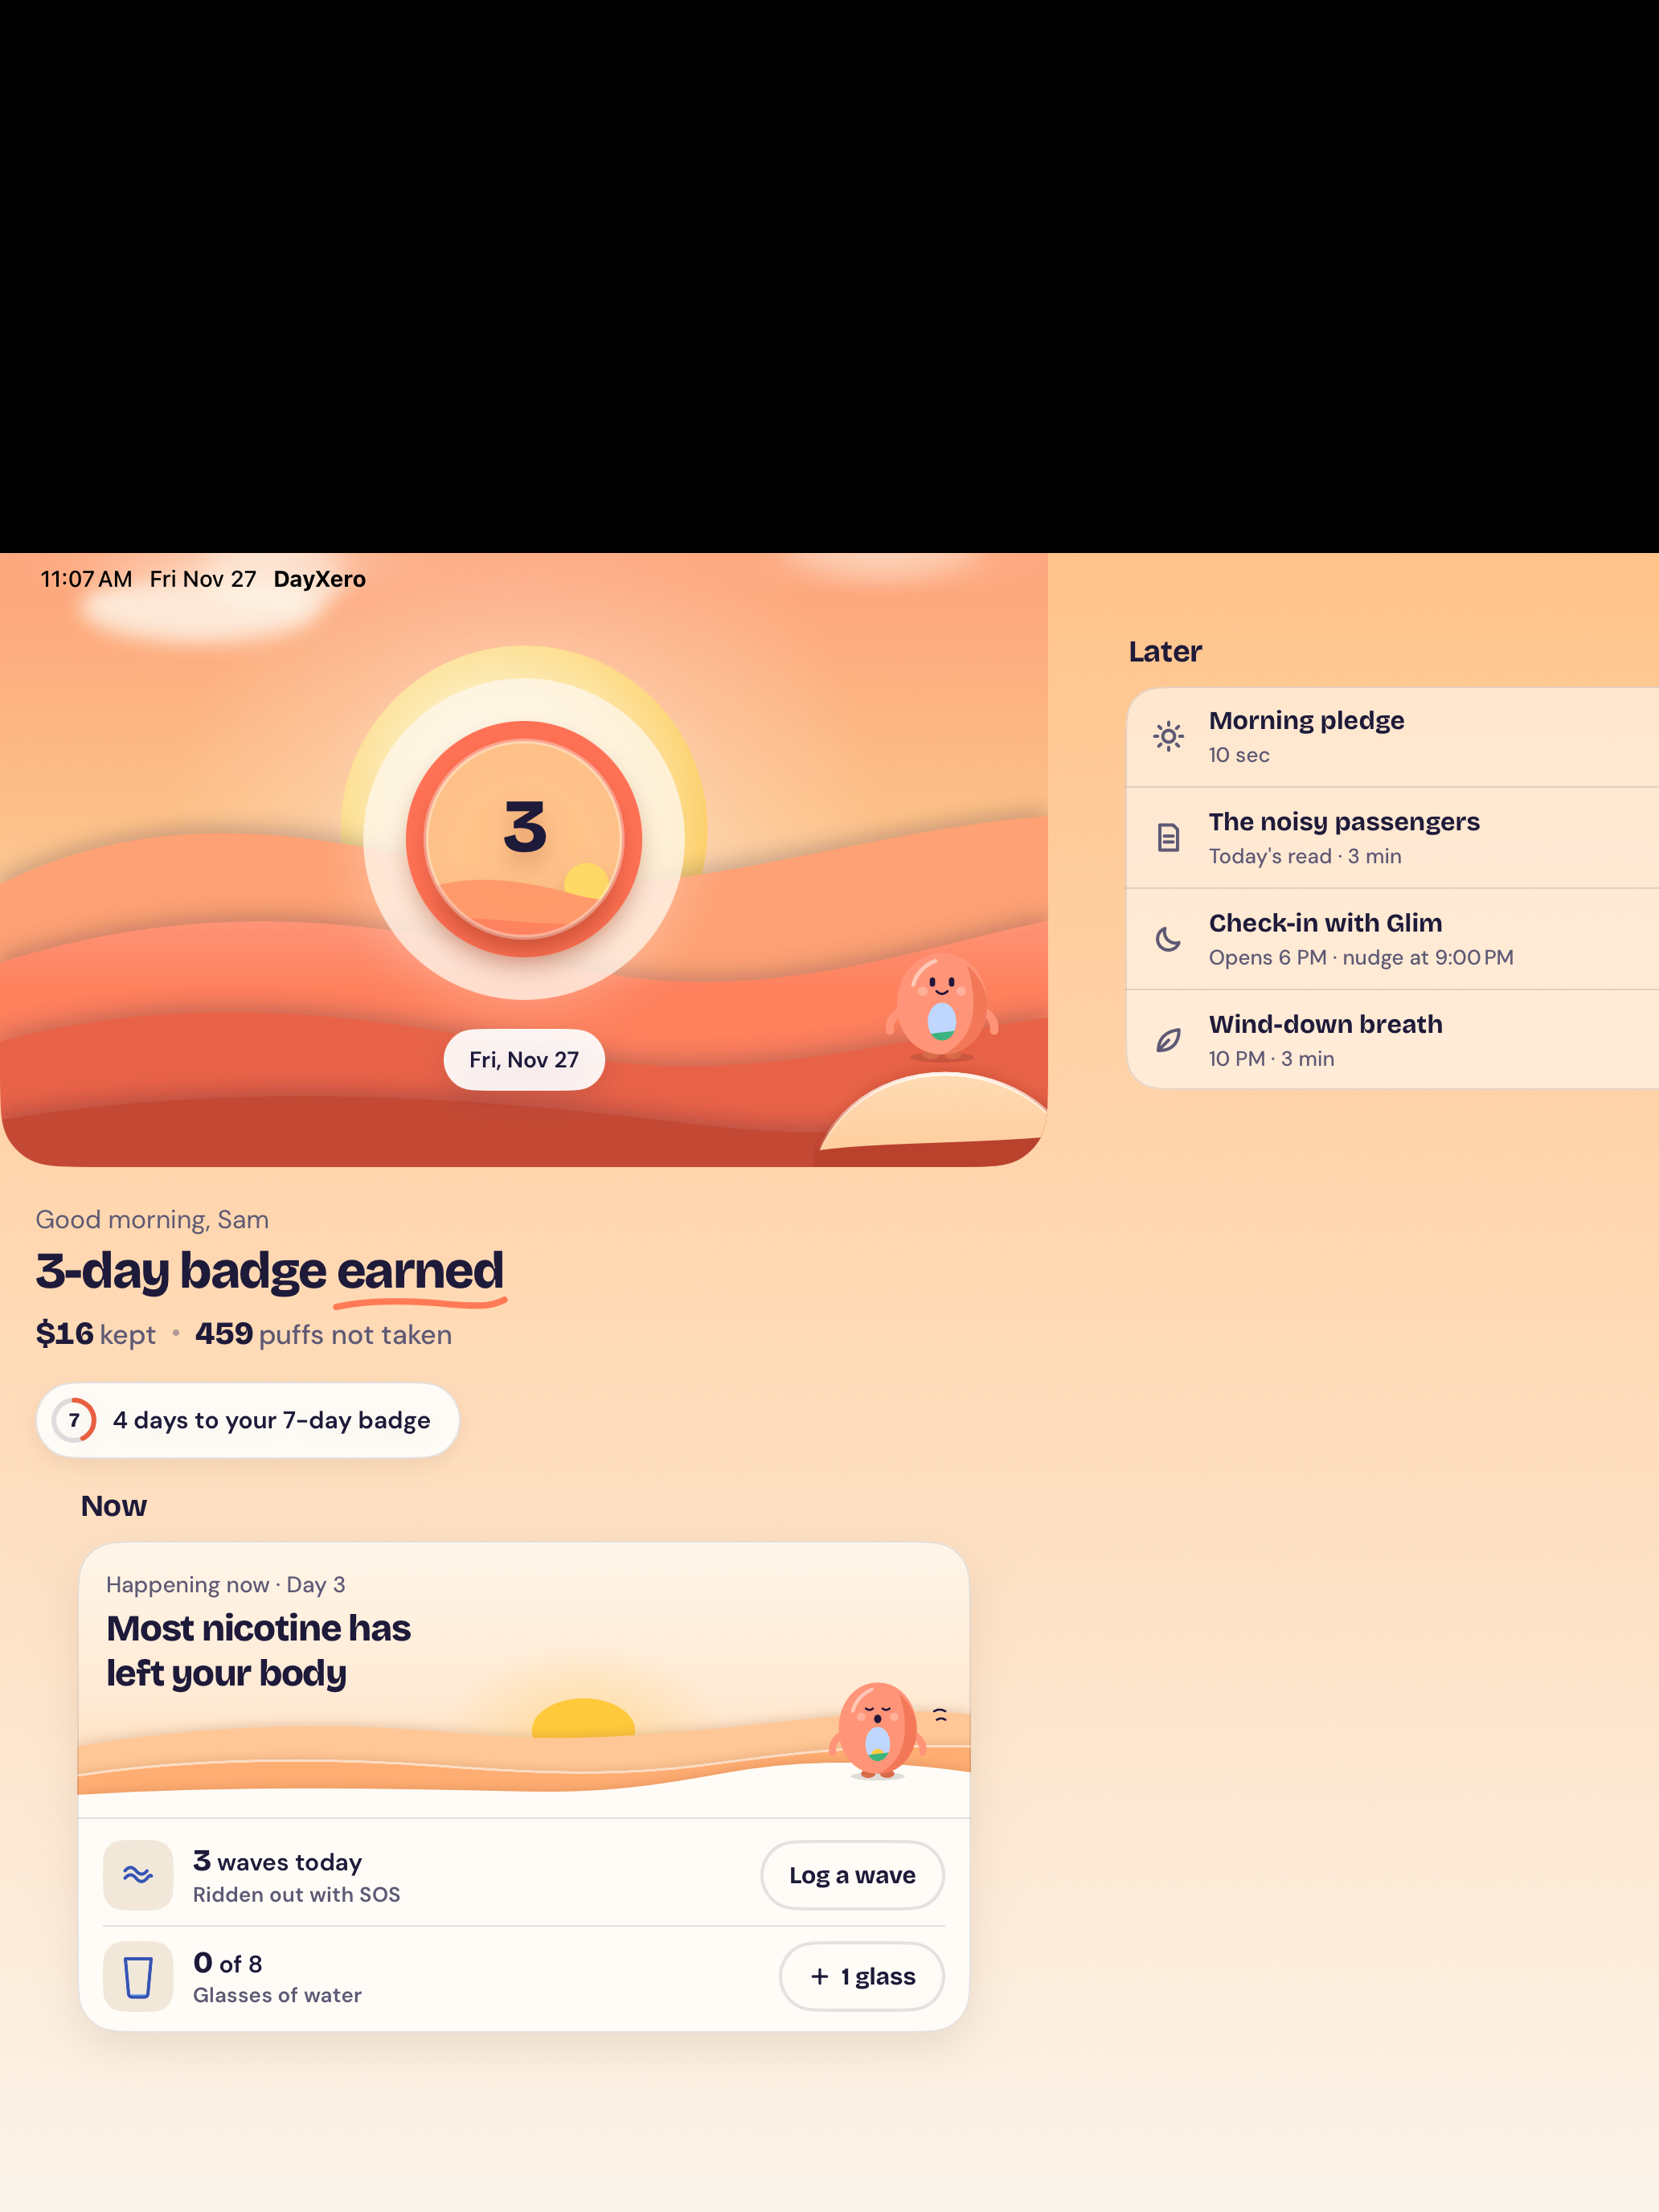 11:07 AM Fri Nov 27 DayXero
3
Fri, Nov 27
Good morning, Sam
3-day badge earned
$16 kept • 459 puffs not taken
7 4 days to your 7-day badge
Now
Happening now · Day 3
Most nicotine has
left your body
3 waves today
Ridden out with SOS
Log a wave
0 of 8
Glasses of water
+ 1 glass
Later
Morning pledge
10 sec
The noisy passengers
Today's read · 3 min
Check-in with Glim
Opens 6 PM · nudge at 9:00 PM
Wind-down breath
10 PM · 3 min